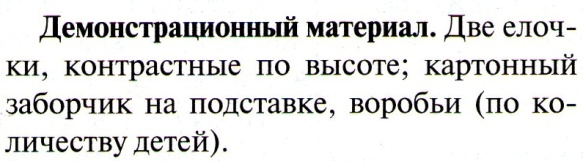 Демонстрационный материал. Две елоч-
ки, контрастные по высоте; картонный
заборчик на подставке, воробьи (по ко-
личеству детей).